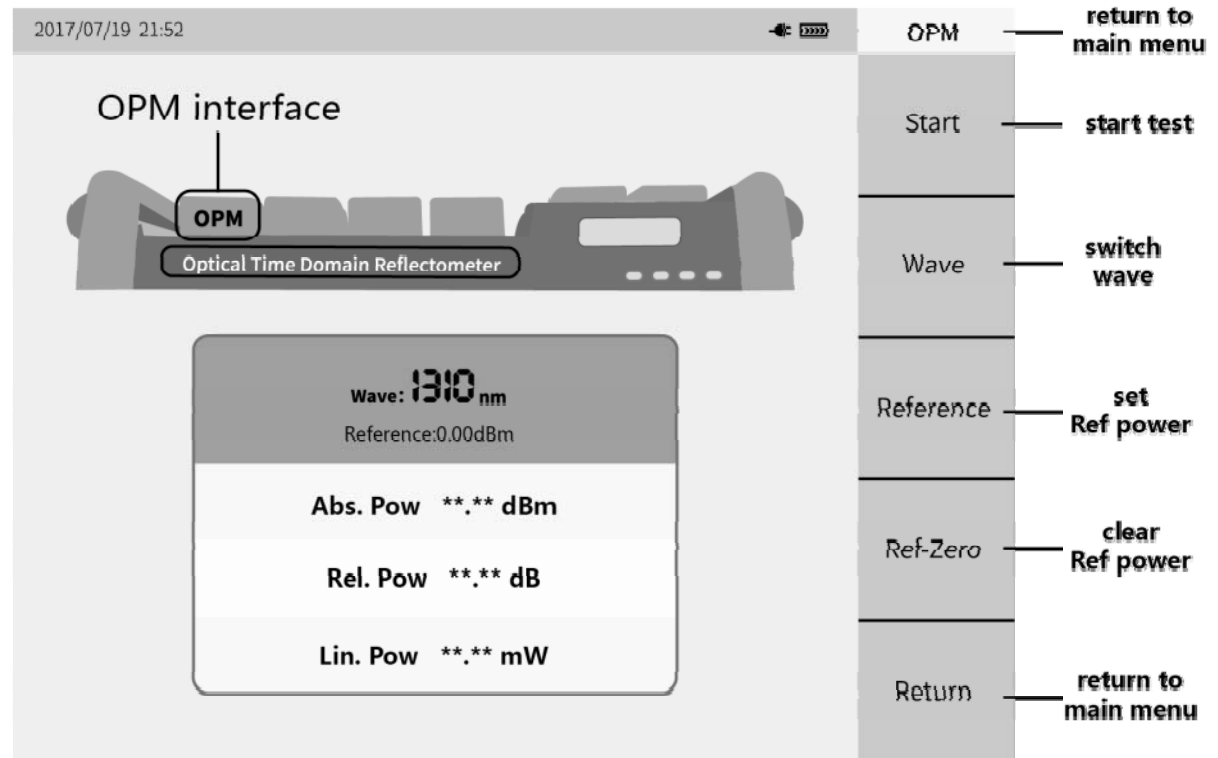 2017/07/19 21:52
OPM
return to
main menu
OPM interface
Start
start test
OPM
Optical Time Domain Reflectometer
Wave
switch
wave
Wave: 1310 nm
Reference:0.00dBm
Reference
set
Ref power
Abs. Pow **.** dBm
Rel. Pow **.** dB
Ref-Zero
clear
Ref power
Lin. Pow **.** mW
Return
return to
main menu